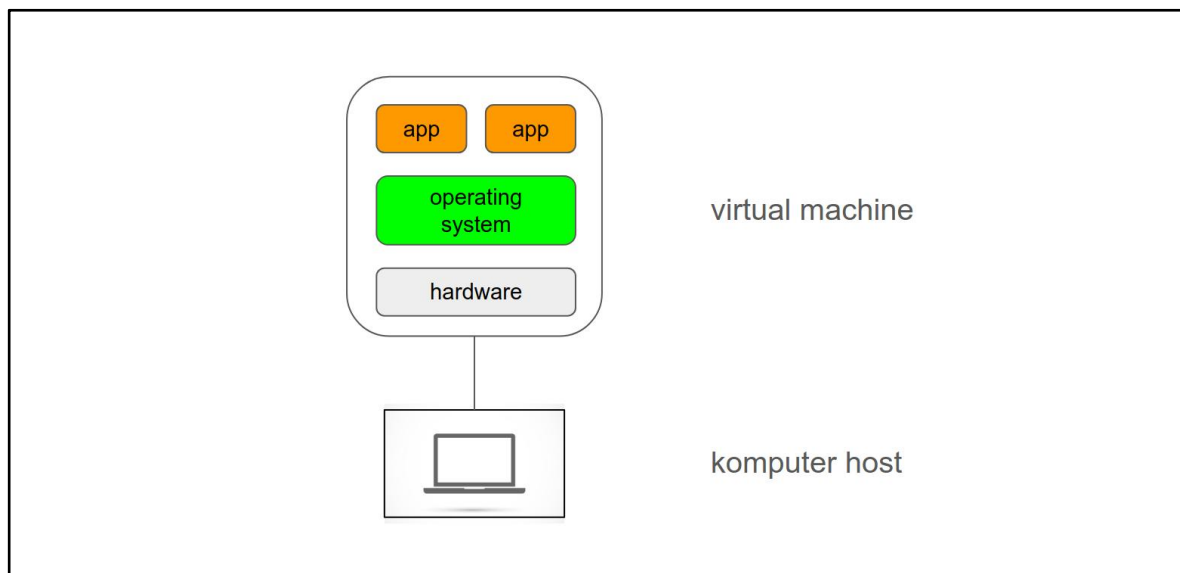 app app
operating
system
virtual machine
hardware
komputer host